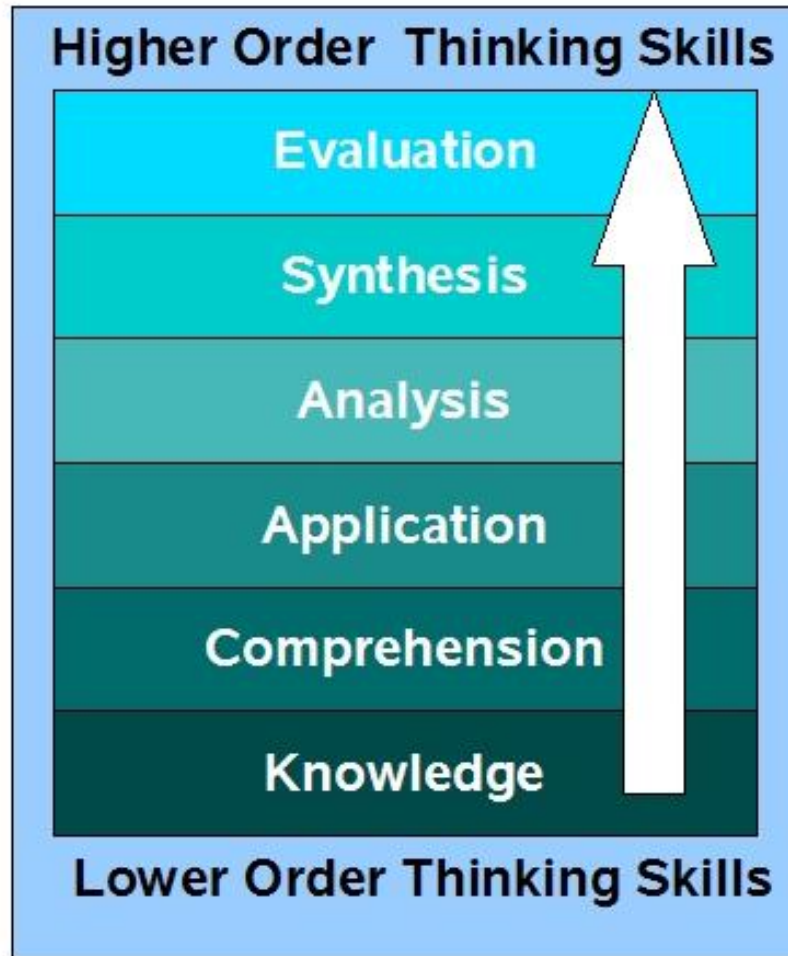 Higher Order Thinking Skills
Evaluation
Synthesis
Analysis
Application
Comprehension
Knowledge
Lower Order Thinking Skills